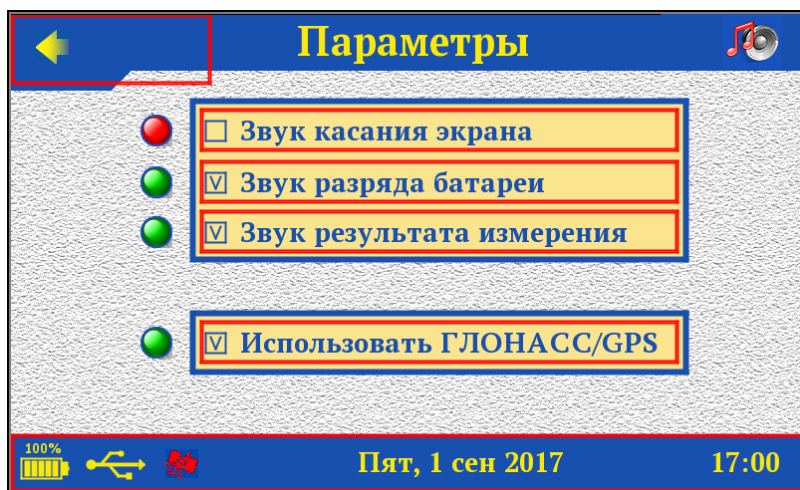 Параметры
Звук касания экрана
V Звук разряда батареи
V Звук результата измерения
V Использовать ГЛОНАСС/GPS
100%
Пят, 1 сен 2017 17:00